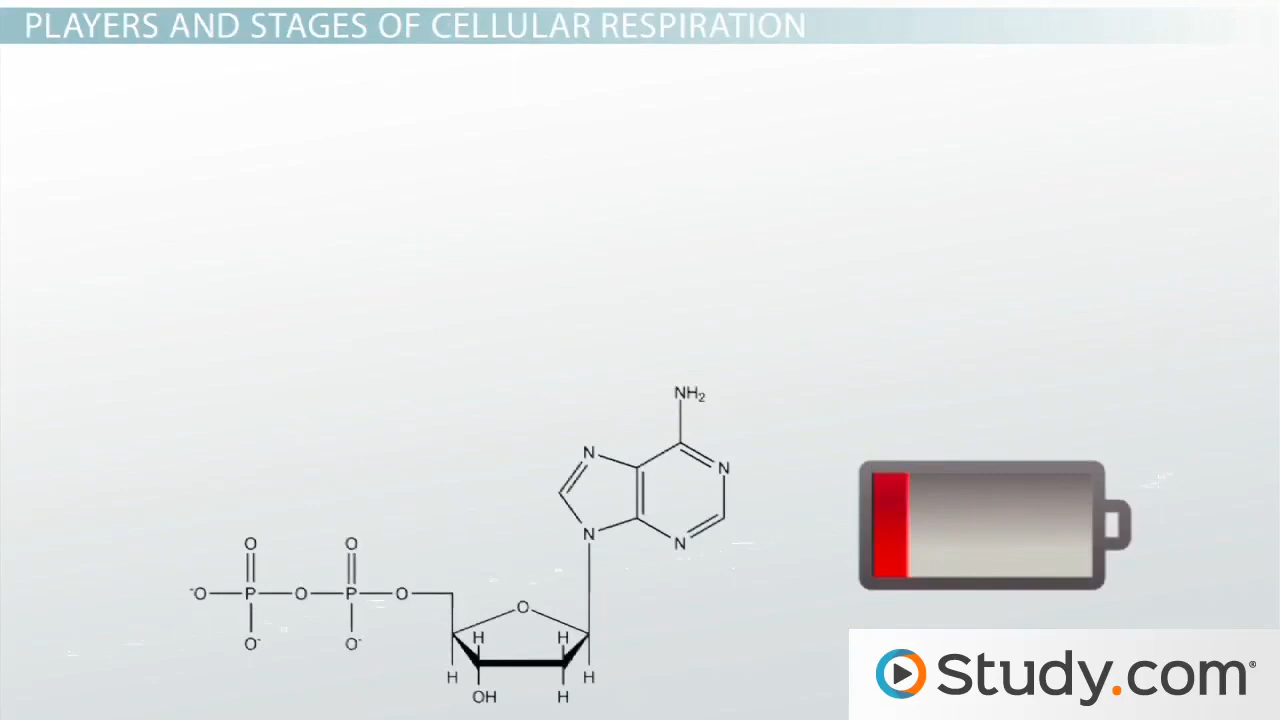 PLAYERS AND STAGES OF CELLULAR RESPIRATION
NH2
N
N
N
N
O
O
-O
P
O
P
O
O
O-
O-
H
H
H
H
OH
H
Study.com®